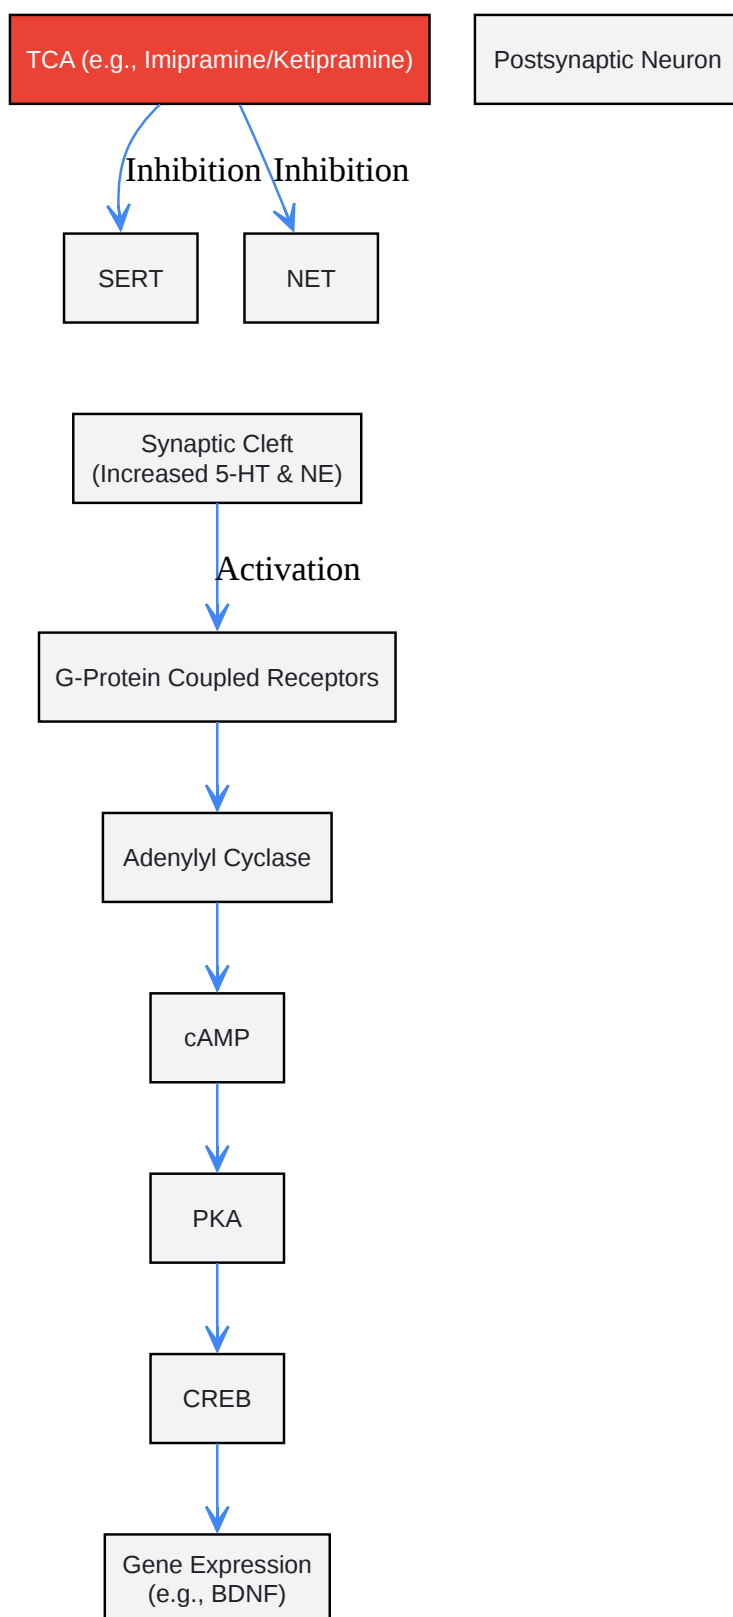 TCA (e.g., Imipramine/Ketipramine)
Postsynaptic Neuron
Inhibition
Inhibition
SERT
NET
Synaptic Cleft
(Increased 5-HT & NE)
Activation
G-Protein Coupled Receptors
Adenylyl Cyclase
cAMP
PKA
CREB
Gene Expression
(e.g., BDNF)